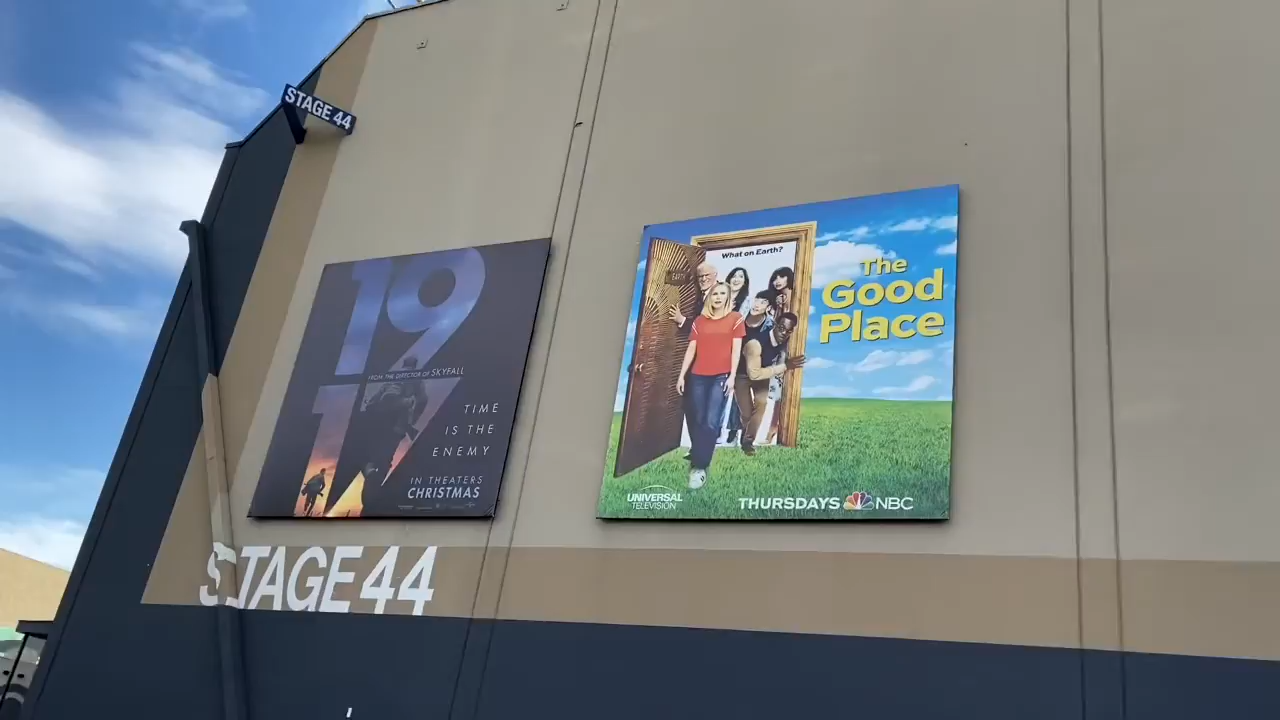 STAGE 44
19
17
FROM THE DIRECTOR OF SKYFALL
TIME
IS THE
ENEMY
IN THEATERS
CHRISTMAS
What on Earth?
The
Good
Place
UNIVERSAL
TELEVISION
THURSDAYS NBC
STAGE 44